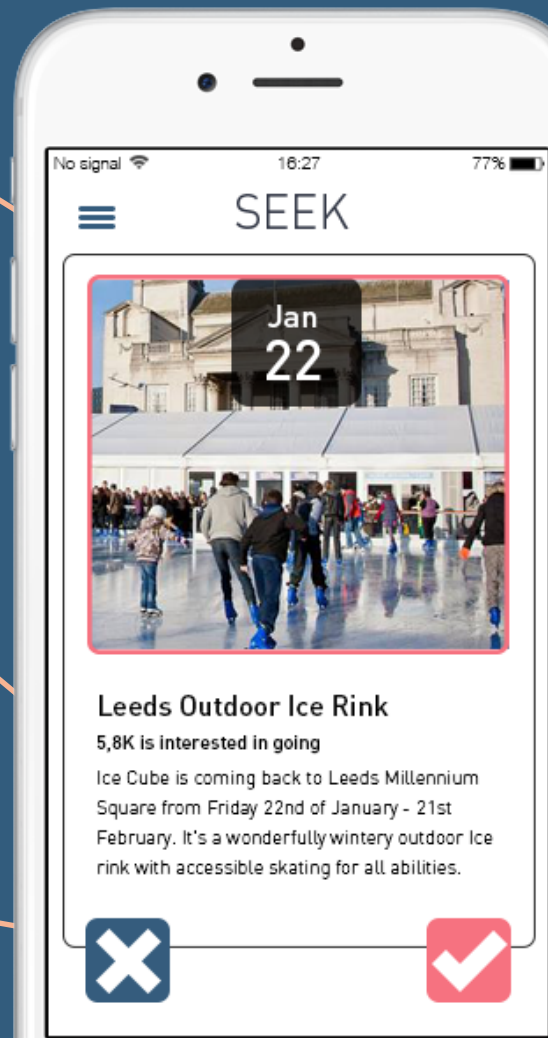 No signal 16:27 77%
SEEK
Jan
22
Leeds Outdoor Ice Rink
5,8K is interested in going
Ice Cube is coming back to Leeds Millennium
Square from Friday 22nd of January - 21st
February. It's a wonderfully wintery outdoor Ice
rink with accessible skating for all abilities.